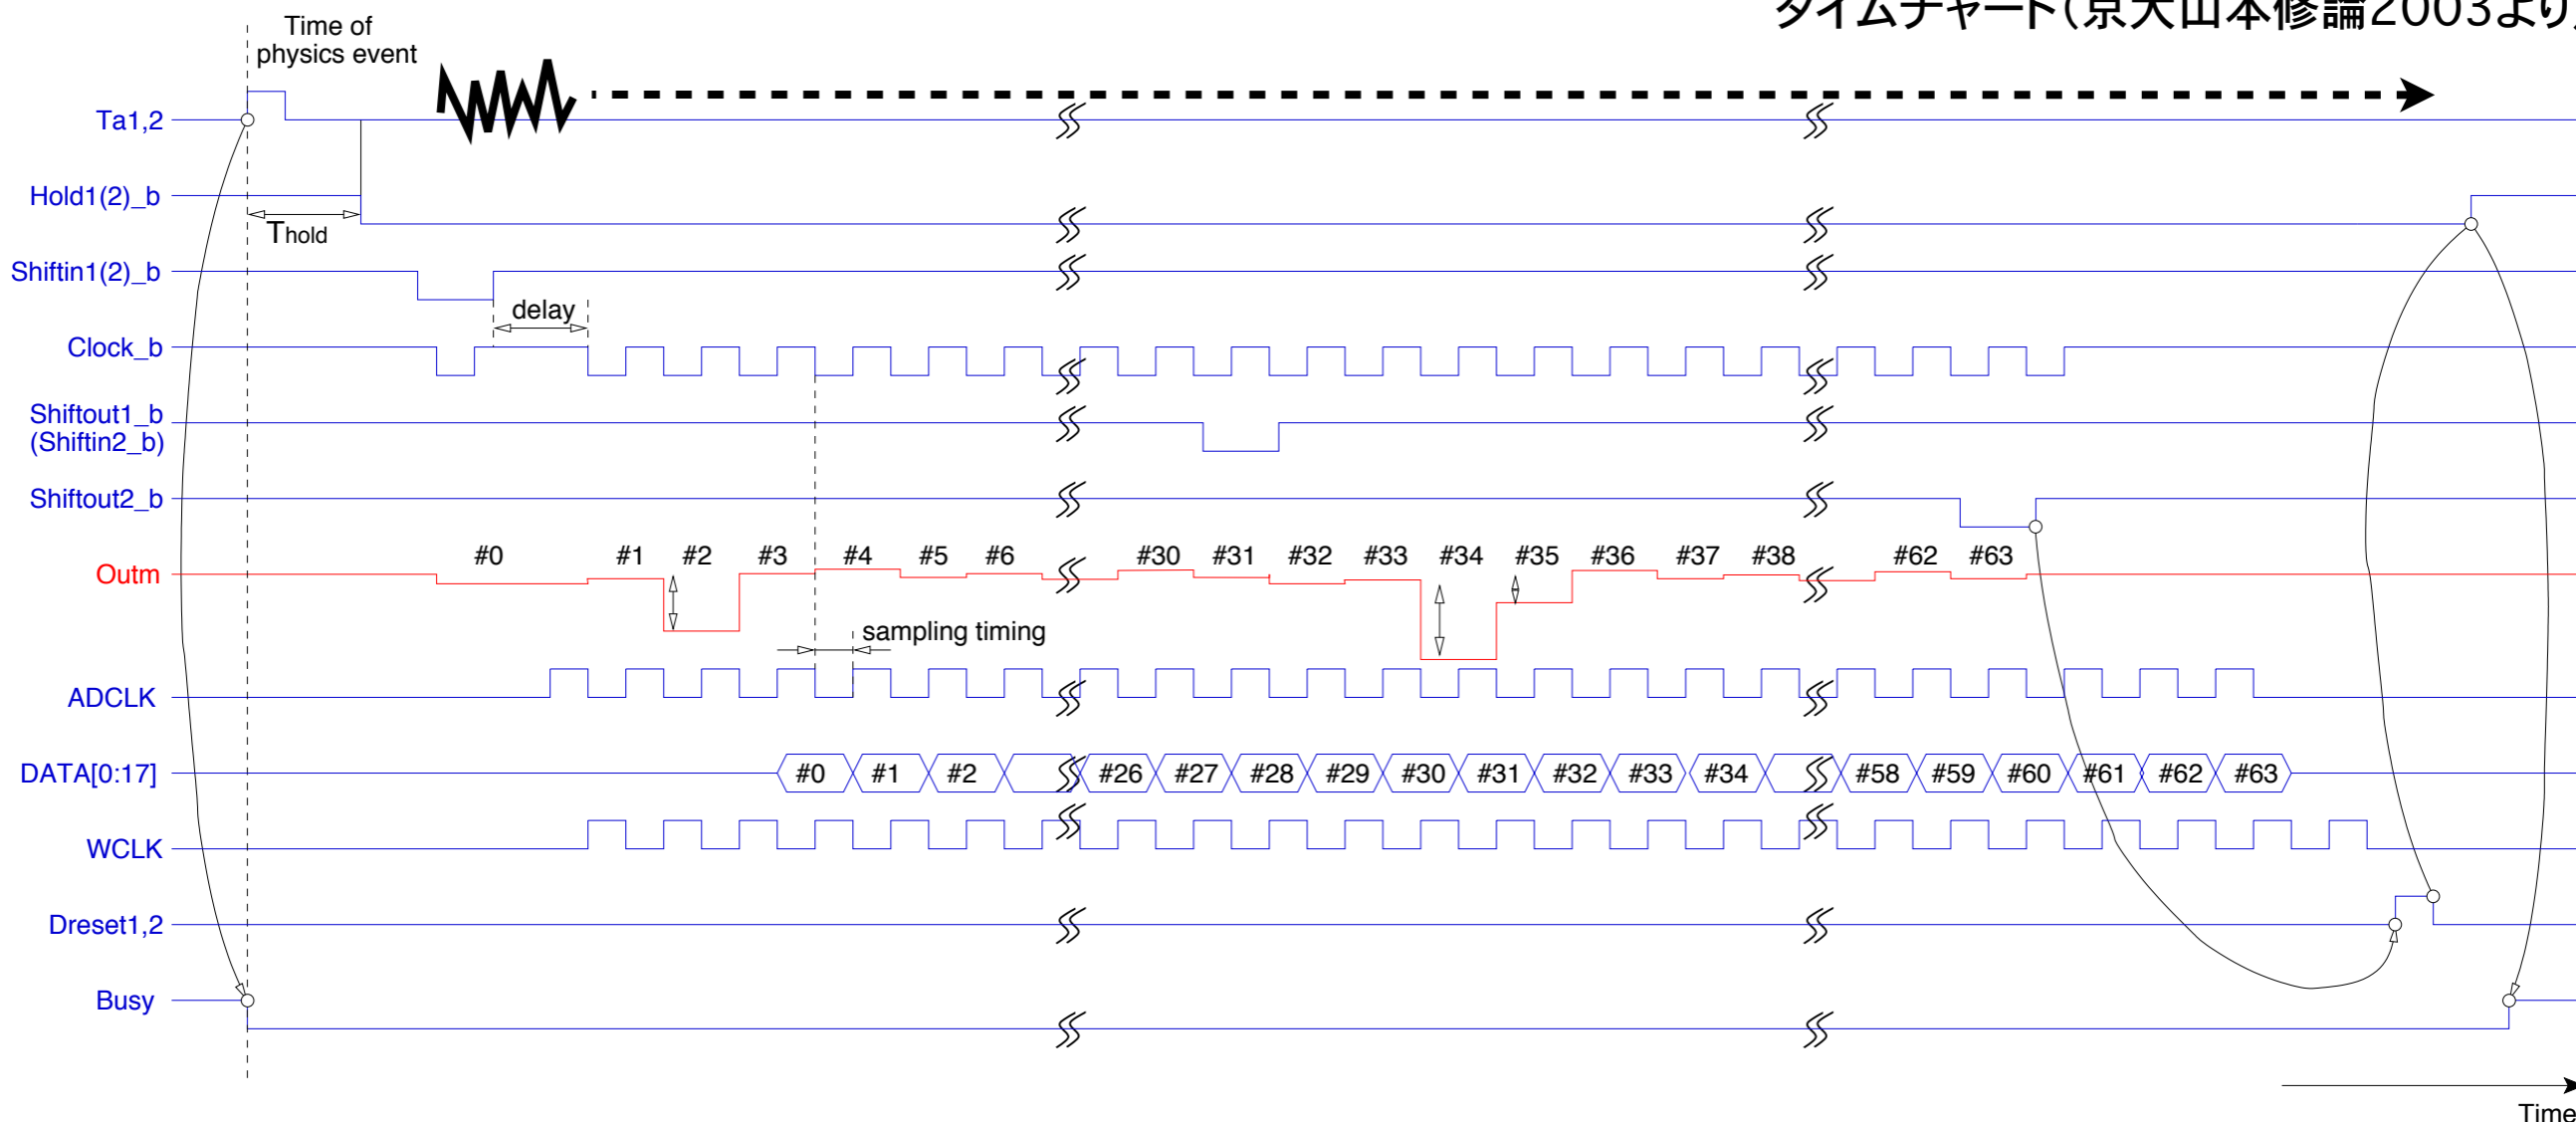 タイムチャート(京大山本修論2003より)
Time of
physics event
Ta1,2
Hold1(2)_b
Thold
Shiftin1(2)_b
delay
Clock_b
Shiftout1_b
(Shiftin2_b)
Shiftout2_b
#0 #1 #2 #3 #4 #5 #6 #30 #31 #32 #33 #34 #35 #36 #37 #38 #62 #63
Outm
sampling timing
ADCLK
DATA[0:17] #0 #1 #2 #26 #27 #28 #29 #30 #31 #32 #33 #34 #58 #59 #60 #61 #62 #63
WCLK
Dreset1,2
Busy
Time